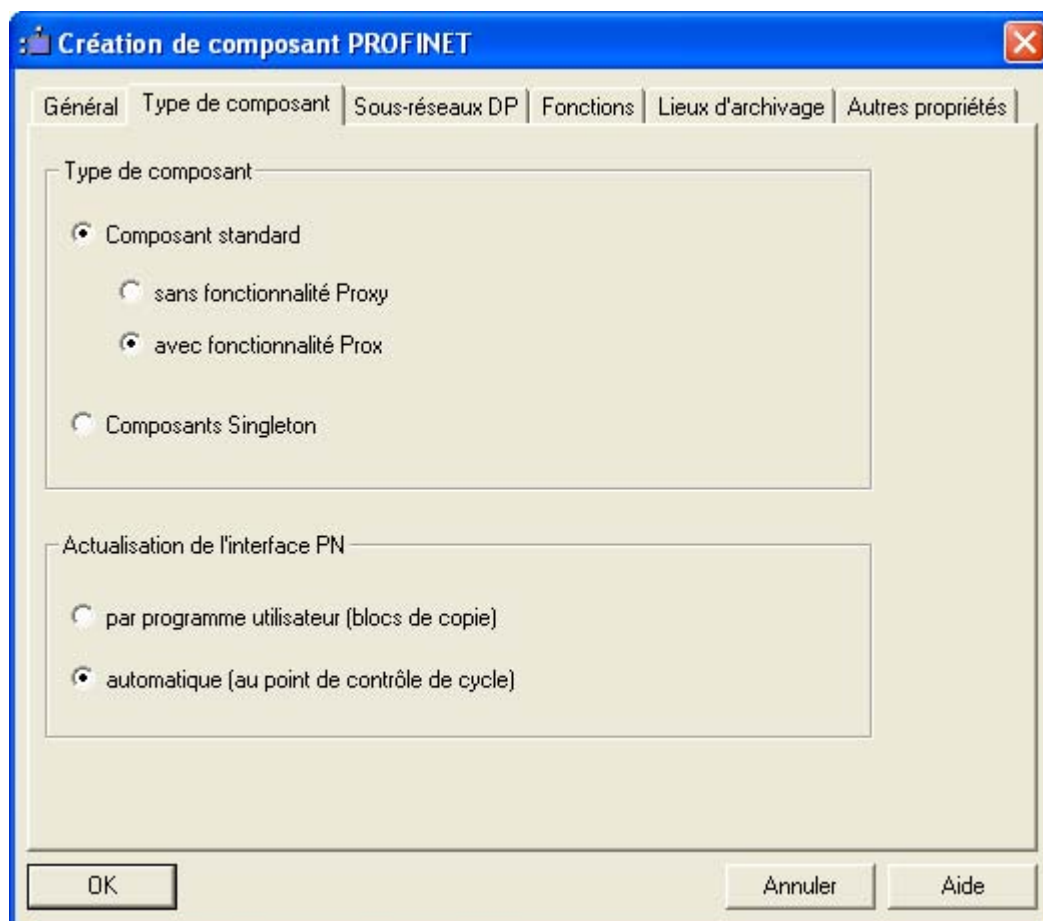 Création de composant PROFINET
Général Type de composant Sous-réseaux DP Fonctions Lieux d'archivage Autres propriétés
Type de composant
Composant standard
sans fonctionnalité Proxy
avec fonctionnalité Prox
Composants Singleton
Actualisation de l'interface PN
par programme utilisateur (blocs de copie)
automatique (au point de contrôle de cycle)
OK Annuler Aide